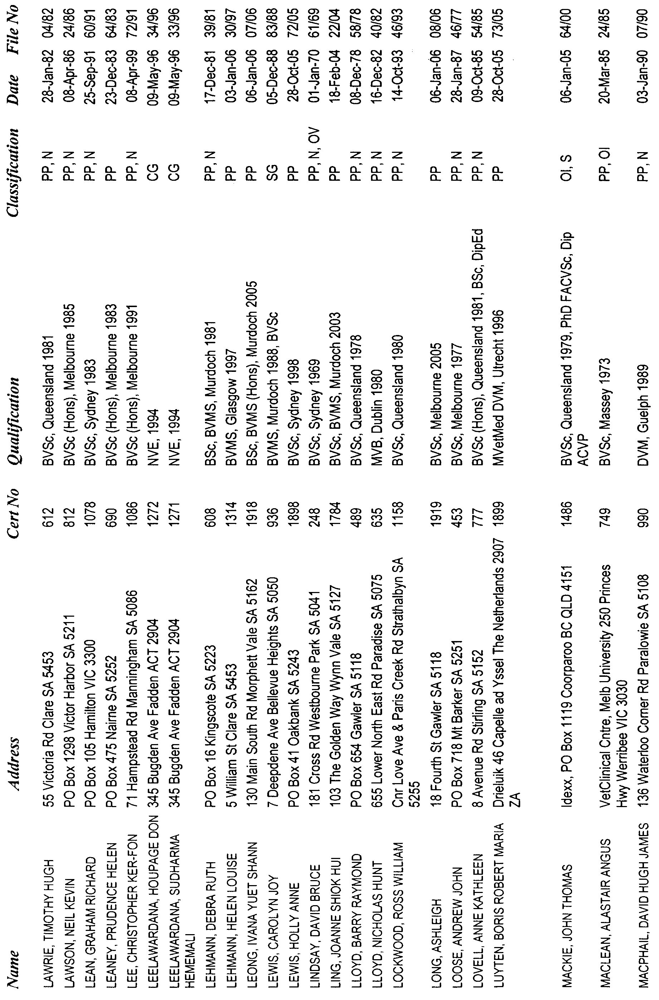 Name Address Cert No Qualification Classification Date File No
LAWRIE, TIMOTHY HUGH 55 Victoria Rd Clare SA 5453 612 BVSc, Queensland 1981 PP, N 28-Jan-82 04/82
LAWSON, NEIL KEVIN PO Box 1298 Victor Harbor SA 5211 812 BVSc (Hons), Melbourne 1985 PP, N 08-Apr-86 24/86
LEAN, GRAHAM RICHARD PO Box 105 Hamilton VIC 3300 1078 BVSc, Sydney 1983 PP, N 25-Sep-91 60/91
LEANEY, PRUDENCE HELEN PO Box 475 Nairne SA 5252 690 BVSc (Hons), Melbourne 1983 PP 23-Dec-83 64/83
LEE, CHRISTOPHER KER-FON 71 Hampstead Rd Manningham SA 5086 1086 BVSc (Hons), Melbourne 1991 PP, N 08-Apr-99 72/91
LEELAWARDANA, HOUPAGE DON 345 Bugden Ave Fadden ACT 2904 1272 NVE, 1994 CG 09-May-96 34/96
LEELAWARDANA, SUDHARMA 345 Bugden Ave Fadden ACT 2904 1271 NVE, 1994 CG 09-May-96 33/96
HEMEMALI
LEHMANN, DEBRA RUTH PO Box 16 Kingscote SA 5223 608 BSc, BVMS, Murdoch 1981 PP, N 17-Dec-81 39/81
LEHMANN, HELEN LOUISE 5 William St Clare SA 5453 1314 BVMS, Glasgow 1997 PP 03-Jan-06 30/97
LEONG, IVANA YUET SHANN 130 Main South Rd Morphett Vale SA 5162 1918 BSc, BVMS (Hons), Murdoch 2005 PP 06-Jan-06 07/06
LEWIS, CAROLYN JOY 7 Deepdene Ave Bellevue Heights SA 5050 936 BVMS, Murdoch 1988, BVSc SG 05-Dec-88 83/88
LEWIS, HOLLY ANNE PO Box 41 Oakbank SA 5243 1898 BVSc, Sydney 1998 PP 28-Oct-05 72/05
LINDSAY, DAVID BRUCE 181 Cross Rd Westbourne Park SA 5041 248 BVSc, Sydney 1969 PP, N, OV 01-Jan-70 61/69
LING, JOANNE SHIOK HUI 103 The Golden Way Wynn Vale SA 5127 1784 BVSc, BVMS, Murdoch 2003 PP 18-Feb-04 22/04
LLOYD, BARRY RAYMOND PO Box 654 Gawler SA 5118 489 BVSc, Queensland 1978 PP, N 08-Dec-78 58/78
LLOYD, NICHOLAS HUNT 655 Lower North East Rd Paradise SA 5075 635 MVB, Dublin 1980 PP, N 16-Dec-82 40/82
LOCKWOOD, ROSS WILLIAM Cnr Love Ave & Paris Creek Rd Strathalbyn SA 1158 BVSc, Queensland 1980 PP, N 14-Oct-93 46/93
5255
LONG, ASHLEIGH 18 Fourth St Gawler SA 5118 1919 BVSc, Melbourne 2005 PP 06-Jan-06 08/06
LOOSE, ANDREW JOHN PO Box 718 Mt Barker SA 5251 453 BVSc, Melbourne 1977 PP, N 28-Jan-87 46/77
LOVELL, ANNE KATHLEEN 8 Avenue Rd Stirling SA 5152 777 BVSc (Hons), Queensland 1981, BSc, DipEd PP, N 09-Oct-85 54/85
LUYTEN, BORIS ROBERT MARIA Drieluik 46 Capelle ad Yssel The Netherlands 2907 1899 MVetMed DVM, Utrecht 1996 PP 28-Oct-05 73/05
ZA
MACKIE, JOHN THOMAS Idexx, PO Box 1119 Coorparoo BC QLD 4151 1486 BVSc, Queensland 1979, PhD FACVSc, Dip OI, S 06-Jan-05 64/00
ACVP
MACLEAN, ALASTAIR ANGUS VetClinical Cntre, Melb University 250 Princes 749 BVSc, Massey 1973 PP, OI 20-Mar-85 24/85
Hwy Werribee VIC 3030
MACPHAIL, DAVID HUGH JAMES 136 Waterloo Corner Rd Paralowie SA 5108 990 DVM, Guelph 1989 PP, N 03-Jan-90 07/90